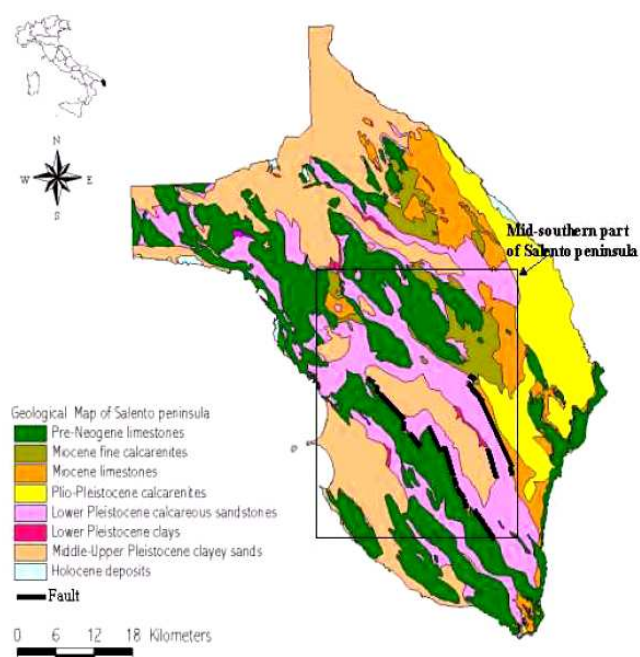 N
W E
S
Mid-southern part
of Salento peninsula
Geological Map of Salento peninsula
Pre-Neogene limestones
Miocene fine calcarenites
Miocene limestones
Plio-Pleistocene calcarenites
Lower Pleistocene calcareous sandstones
Lower Pleistocene clays
Middle-Upper Pleistocene clayey sands
Holocene deposits
Fault
0 6 12 18 Kilometers